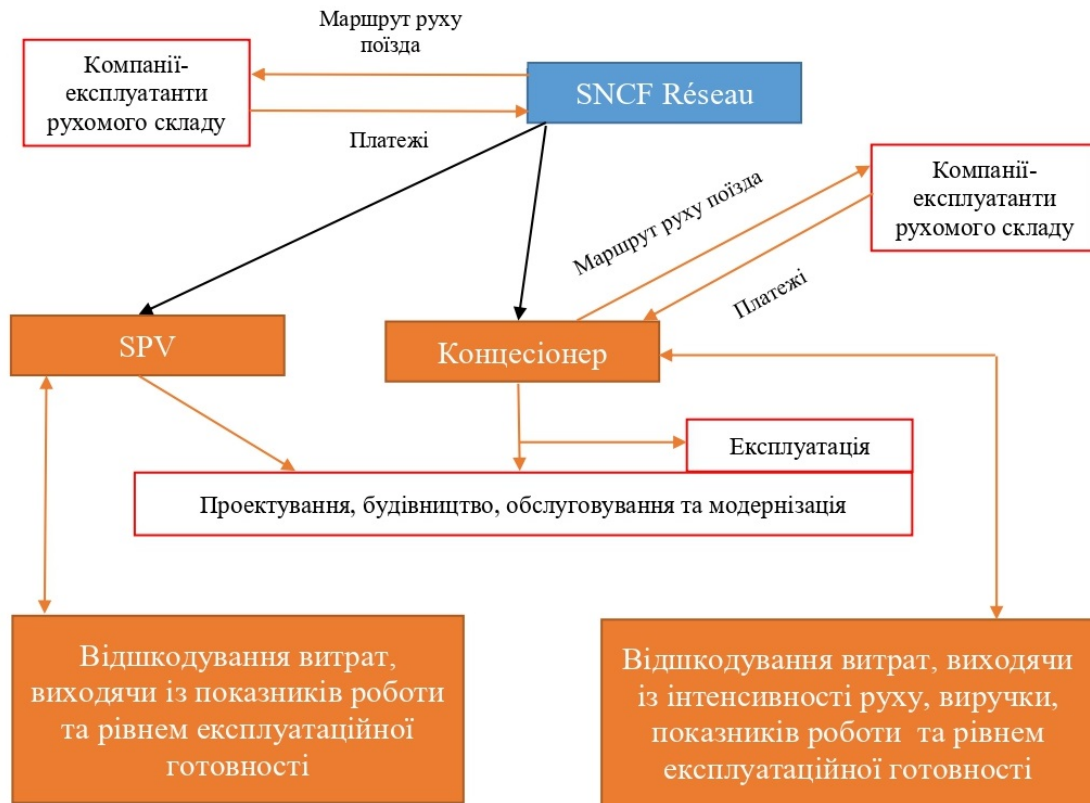 Маршрут руху
поїзда
Компанії-
експлуатанти
рухомого складу
SNCF Réseau
Платежі
Компанії-
експлуатанти
рухомого складу
Маршрут руху поїзда
Платежі
SPV
Концесіонер
Експлуатація
Проектування, будівництво, обслуговування та модернізація
Відшкодування витрат,
виходячи із показників роботи
та рівнем експлуатаційної
готовності
Відшкодування витрат, виходячи
із інтенсивності руху, виручки,
показників роботи та рівнем
експлуатаційної готовності